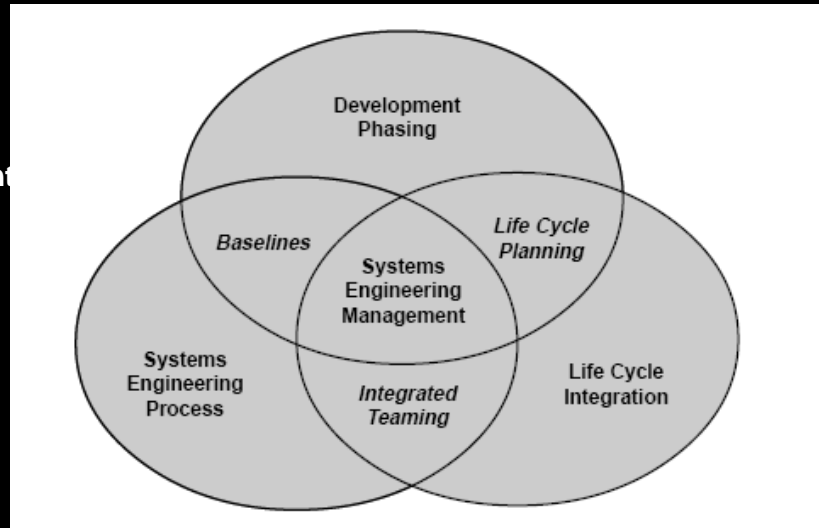 Development
Phasing
Baselines
Life Cycle
Planning
Systems
Engineering
Management
Systems
Engineering
Process
Integrated
Teaming
Life Cycle
Integration